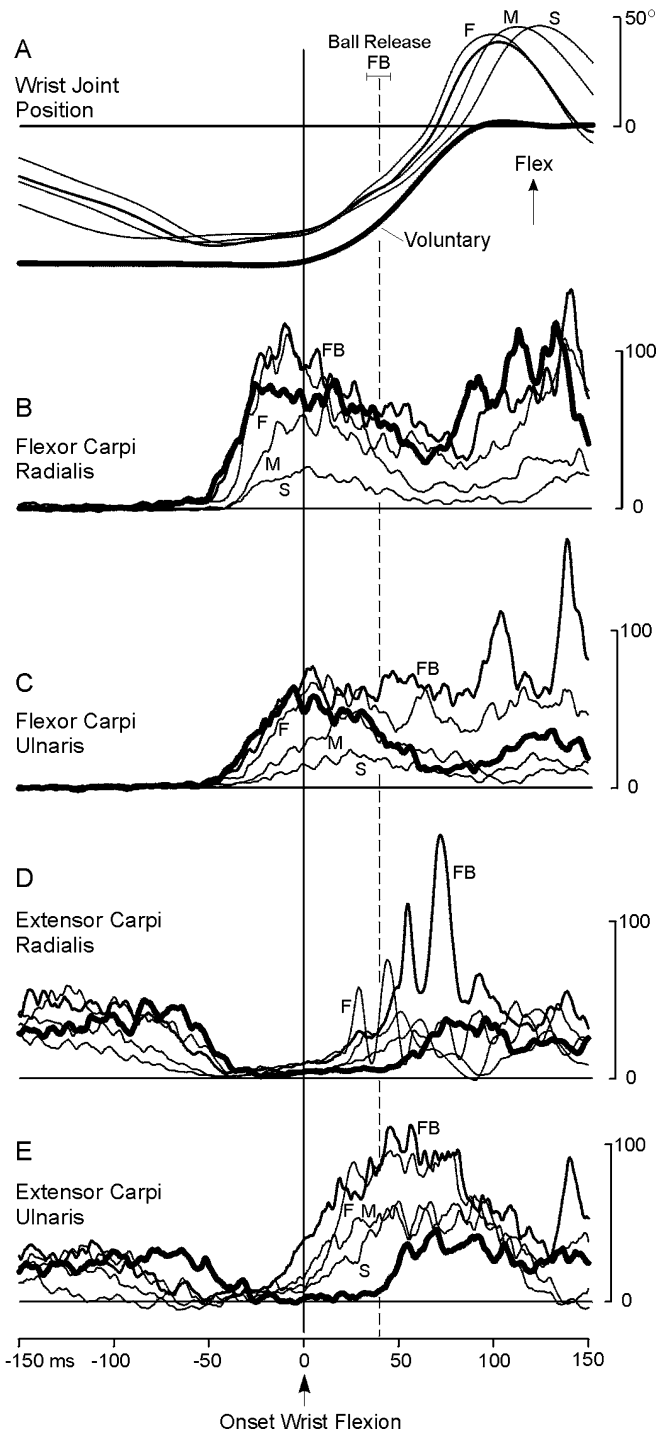 A
Wrist Joint
Position
Ball Release
FB
F
M
S
50°
0
Flex
Voluntary
B
Flexor Carpi
Radialis
FB
F
M
S
100
0
C
Flexor Carpi
Ulnaris
FB
F
M
S
100
0
D
Extensor Carpi
Radialis
FB
F
100
0
E
Extensor Carpi
Ulnaris
FB
F M
S
100
0
-150 ms -100 -50 0 50 100 150
Onset Wrist Flexion